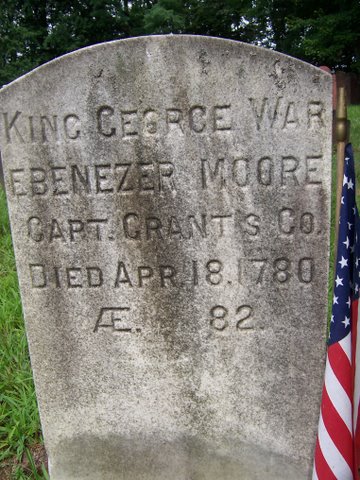 KING GEORGE WAR
EBENEZER MOORE
CAPT. GRANT'S CO.
DIED APR. 18. 1780
Æ. 82.